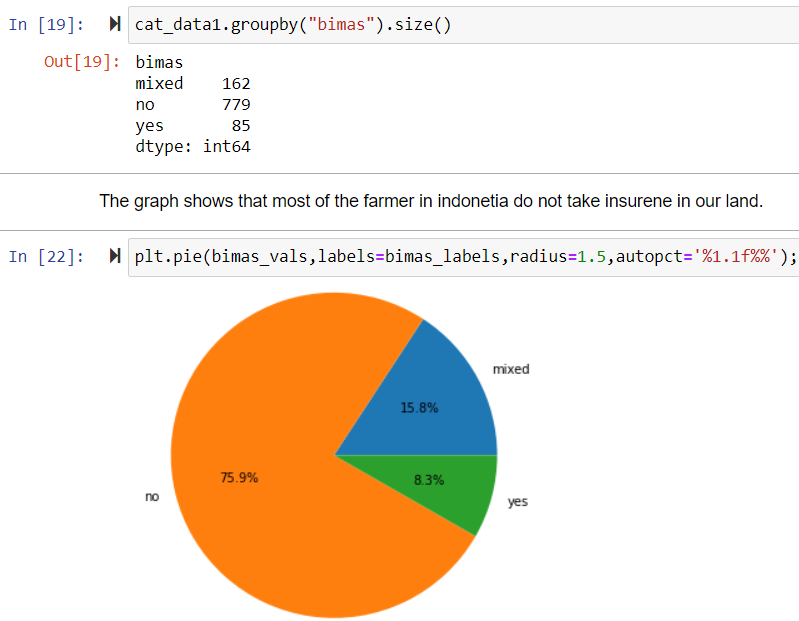 In [19]: cat_data1.groupby("bimas").size()
Out[19]: bimas
mixed 162
no 779
yes 85
dtype: int64
The graph shows that most of the farmer in indonetia do not take insurene in our land.
In [22]: plt.pie(bimas_vals,labels=bimas_labels,radius=1.5,autopct='%1.1f%%');
mixed
15.8%
75.9%
8.3%
no
yes